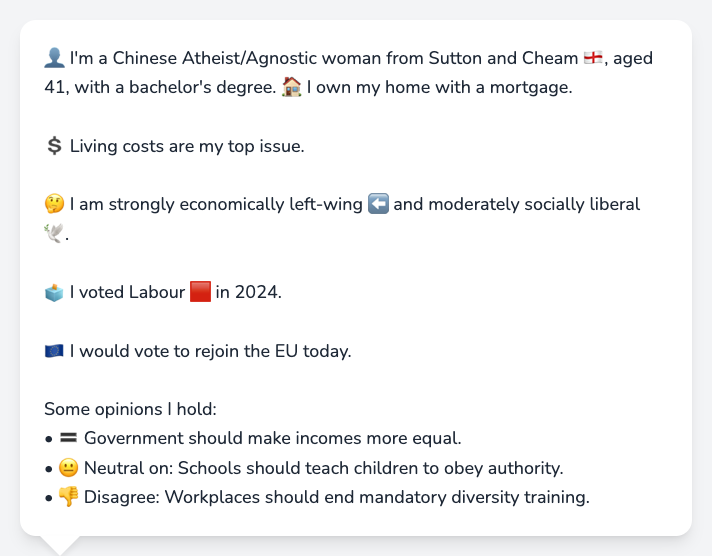 👤 I'm a Chinese Atheist/Agnostic woman from Sutton and Cheam 🏴󠁧󠁢󠁥󠁮󠁧󠁿, aged
41, with a bachelor's degree. 🏠 I own my home with a mortgage.
💲 Living costs are my top issue.
🤔 I am strongly economically left-wing ⬅️ and moderately socially liberal
🕊️.
🗳️ I voted Labour 🟥 in 2024.
🇪🇺 I would vote to rejoin the EU today.
Some opinions I hold:
• 🟰 Government should make incomes more equal.
• 😐 Neutral on: Schools should teach children to obey authority.
• 👎 Disagree: Workplaces should end mandatory diversity training.